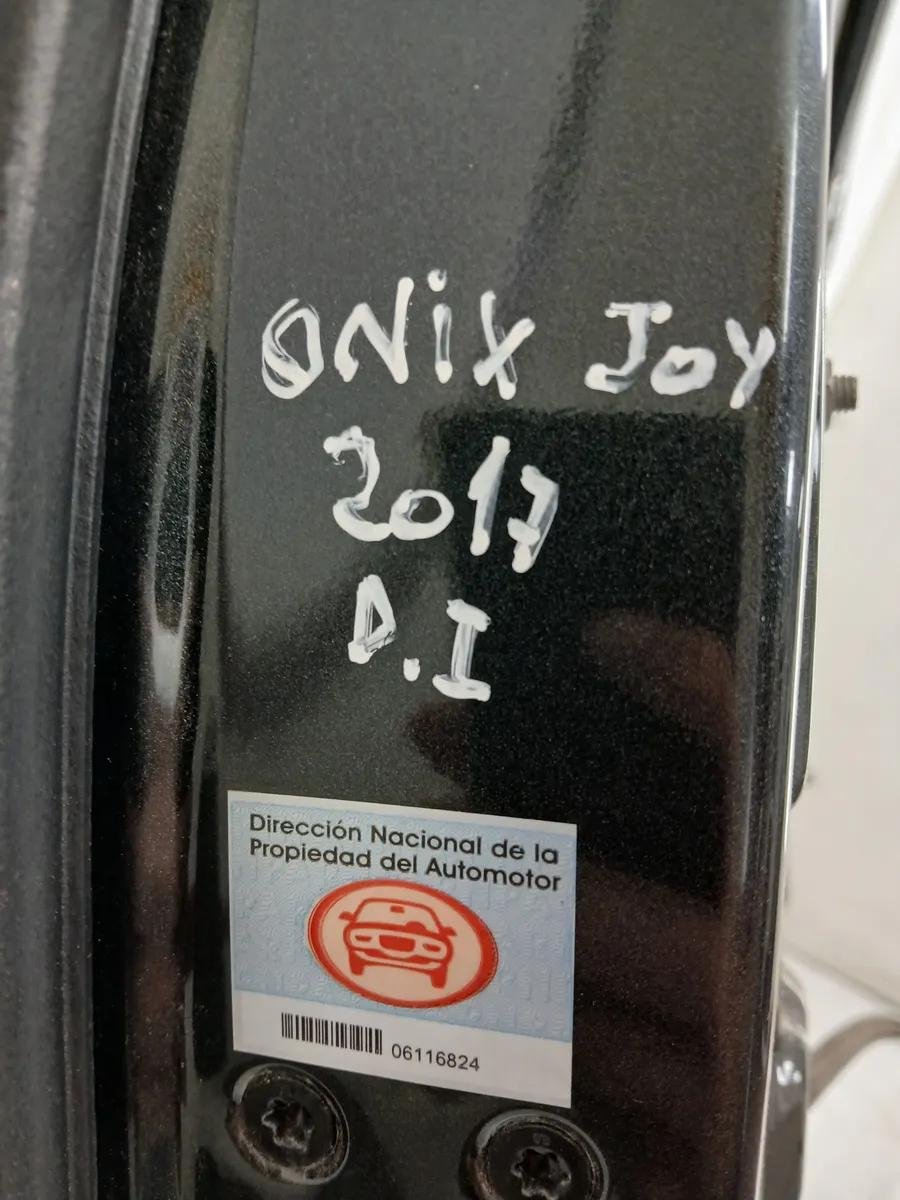 ONiX JOY
2017
D.I
Dirección Nacional de la
Propiedad del Automotor
06116824